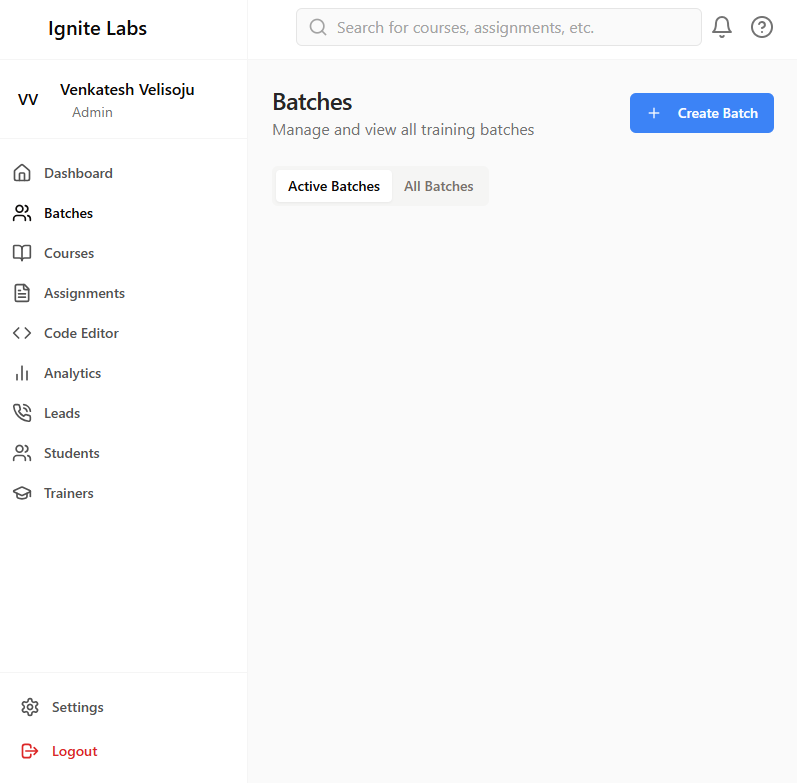 Ignite Labs
Search for courses, assignments, etc.
VV
Venkatesh Velisoju
Admin
Dashboard
Batches
Courses
Assignments
Code Editor
Analytics
Leads
Students
Trainers
Settings
Logout
Batches
Manage and view all training batches
Create Batch
Active Batches
All Batches